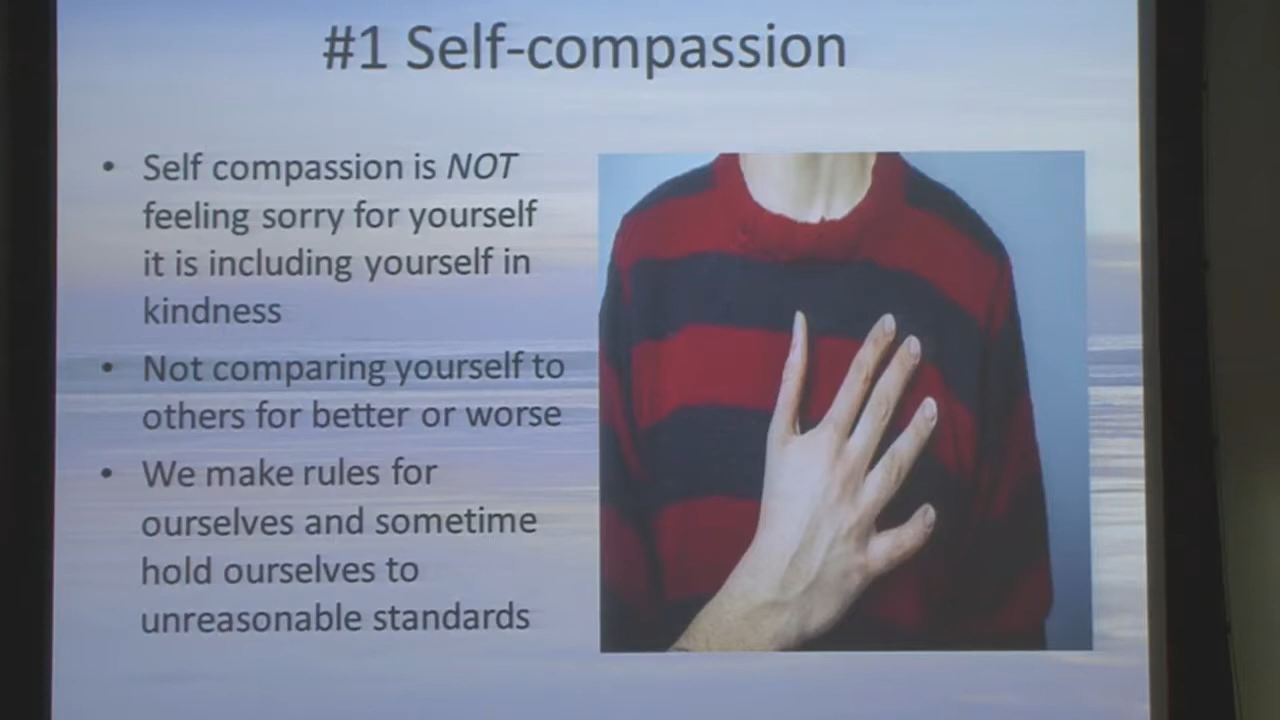 #1 Self-compassion
• Self compassion is NOT
feeling sorry for yourself
it is including yourself in
kindness
• Not comparing yourself to
others for better or worse
• We make rules for
ourselves and sometime
hold ourselves to
unreasonable standards